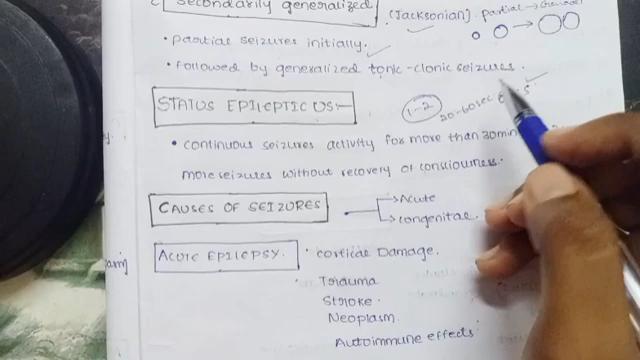 C Secondarily generalized (Jacksonian) · partial →
• partial seizures initially.
• followed by generalized tonic-clonic seizures.
STATUS EPILEPTICUS:- 1-2 20-60sec
• continuous seizures activity for more than 30min
more seizures without recovery of consciousness.
CAUSES OF SEIZURES → Acute
→ congenital.
ACUTE EPILEPSY. • cortical Damage.
Trauma
Stroke.
Neoplasm.
Autoimmune effects